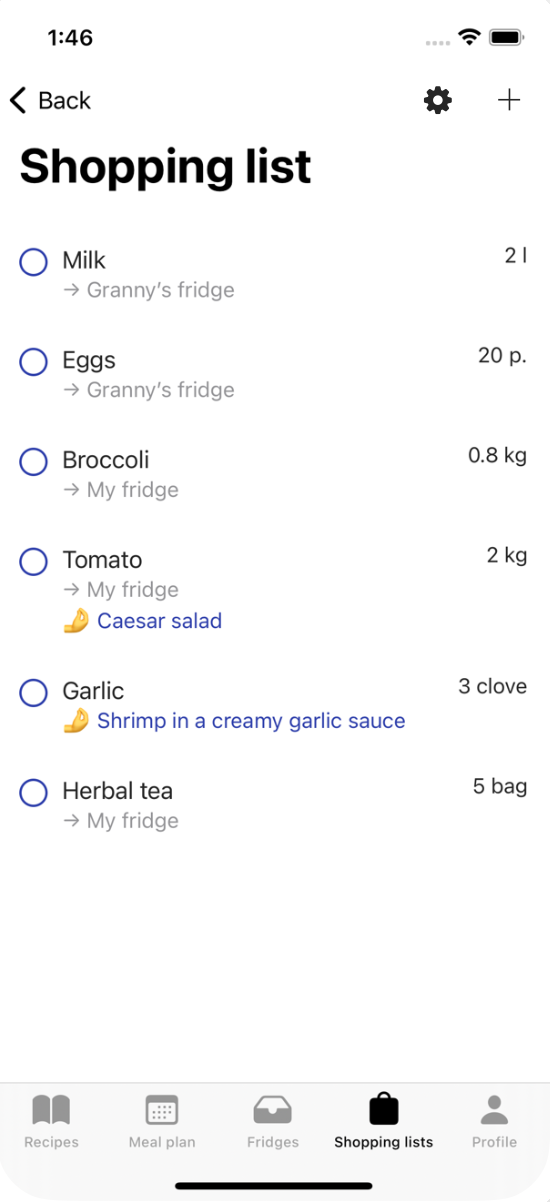 1:46
Back
Shopping list
Milk
2 l
→ Granny’s fridge
Eggs
20 p.
→ Granny’s fridge
Broccoli
0.8 kg
→ My fridge
Tomato
2 kg
→ My fridge
🤌 Caesar salad
Garlic
3 clove
🤌 Shrimp in a creamy garlic sauce
Herbal tea
5 bag
→ My fridge
Recipes
Meal plan
Fridges
Shopping lists
Profile